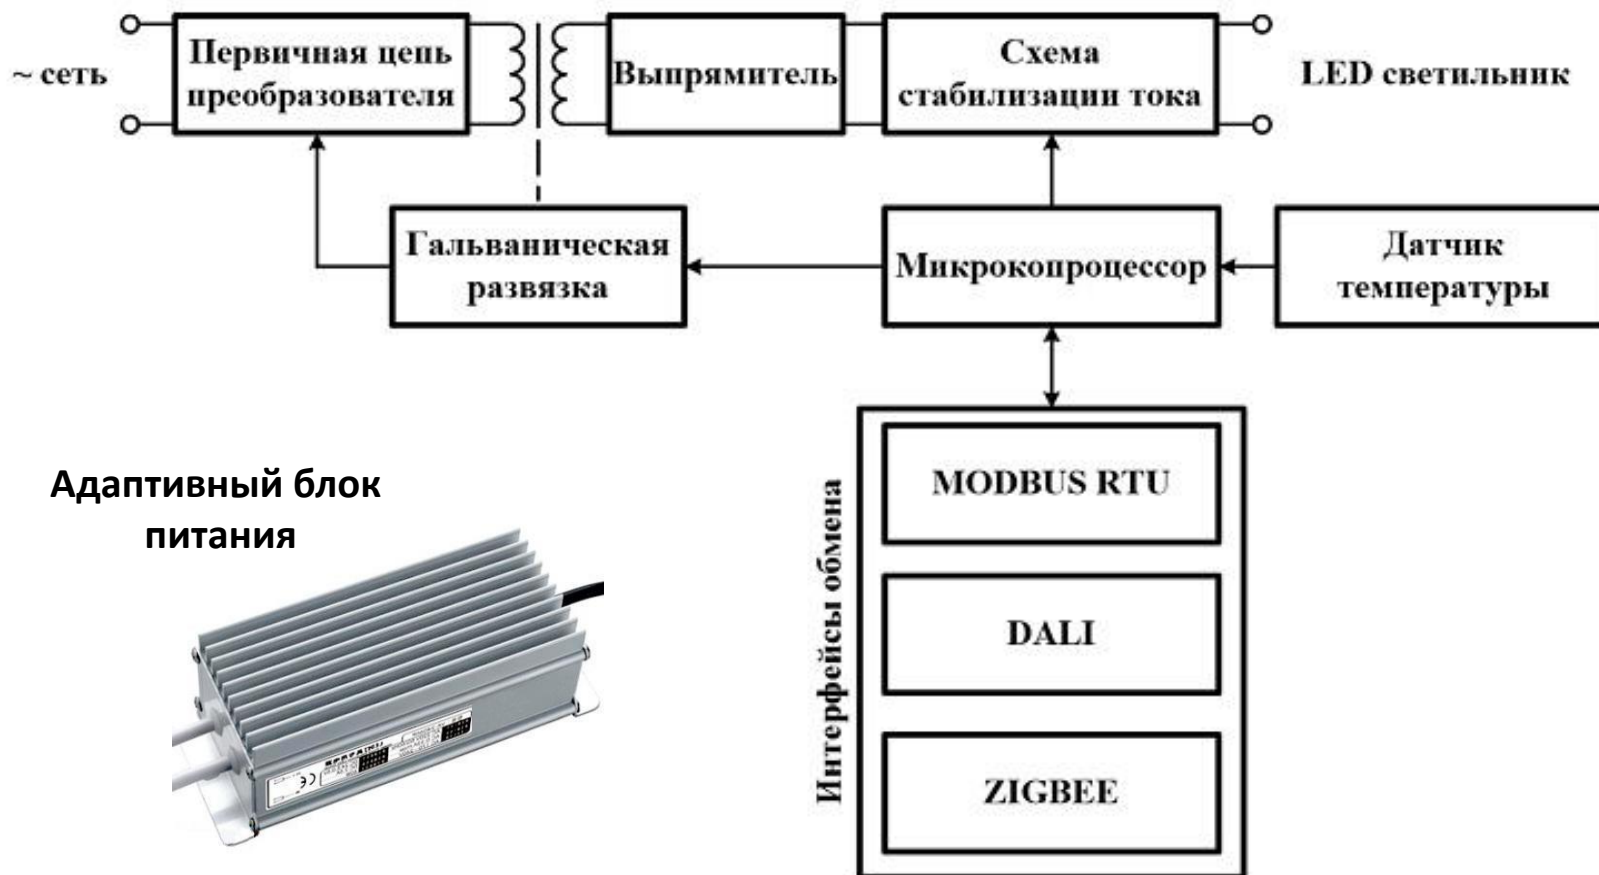 ~ сеть
Первичная цепь
преобразователя
Выпрямитель
Схема
стабилизации тока
LED светильник
Гальваническая
развязка
Микрокопроцессор
Датчик
температуры
Интерфейсы обмена
MODBUS RTU
DALI
ZIGBEE
Адаптивный блок
питания